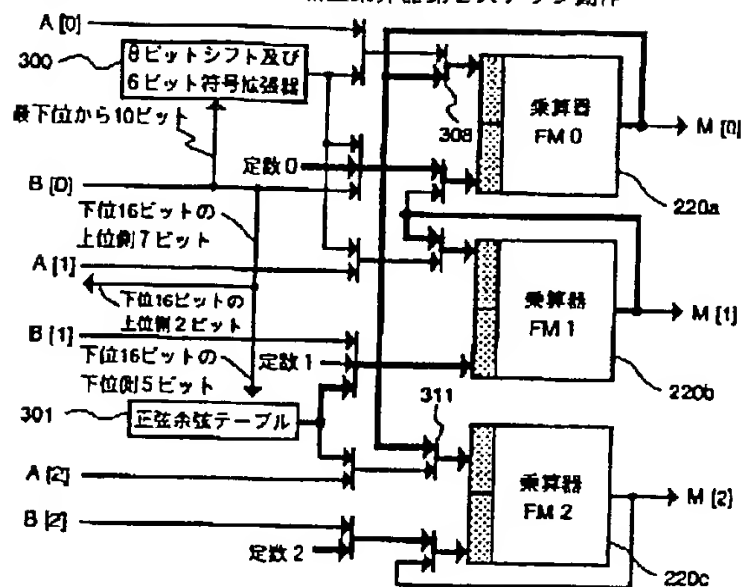 A [0]
300
8ビットシフト及び
6ビット符号拡張器
最下位から10ビット
308
乗算器
FM 0
M [0]
定数0
B [0]
220a
下位16ビットの
上位側7ビット
A [1]
下位16ビットの
上位側2ビット
乗算器
FM 1
M [1]
B [1]
定数1
下位16ビットの
下位側5ビット
220b
301
正弦余弦テーブル
311
A [2]
乗算器
FM 2
M [2]
B [2]
定数2
220c